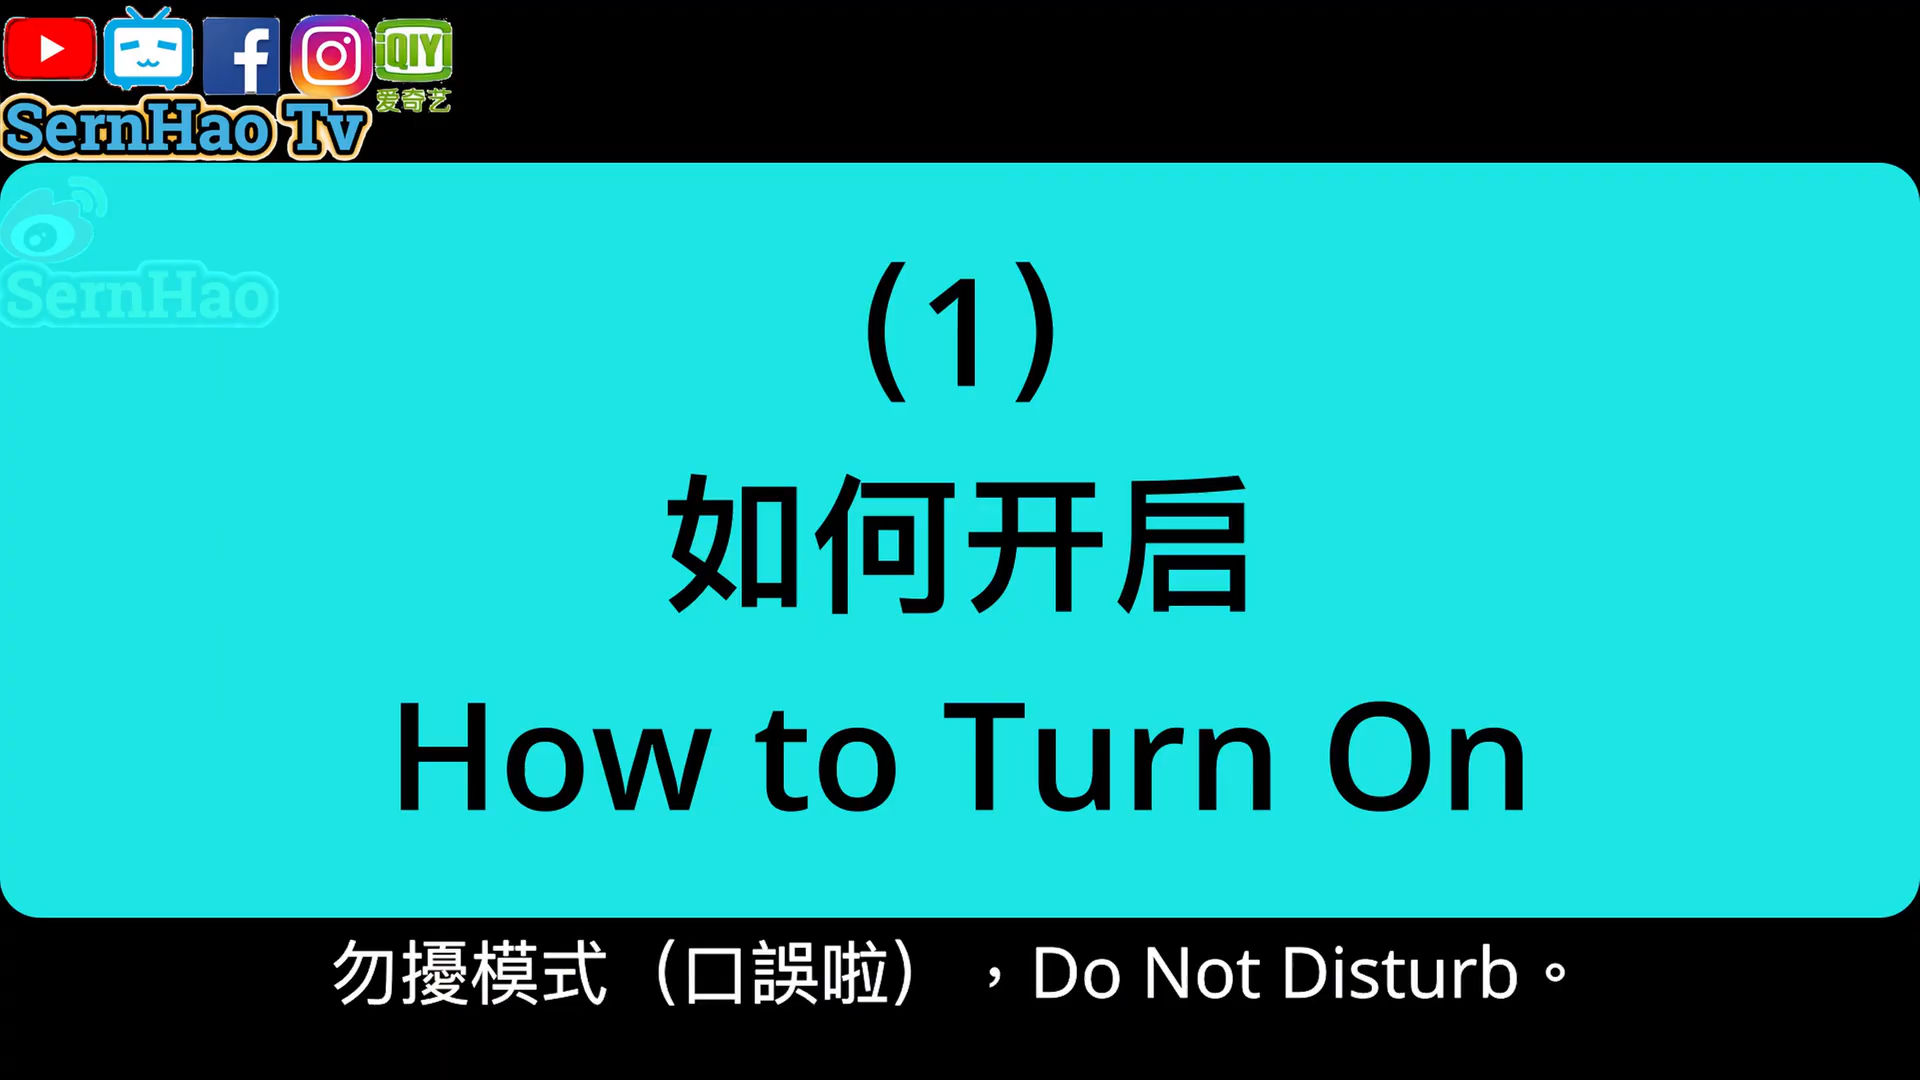 iQIY
爱奇艺
SernHao Tv
SernHao
（1）
如何开启
How to Turn On
勿擾模式（口誤啦），Do Not Disturb。